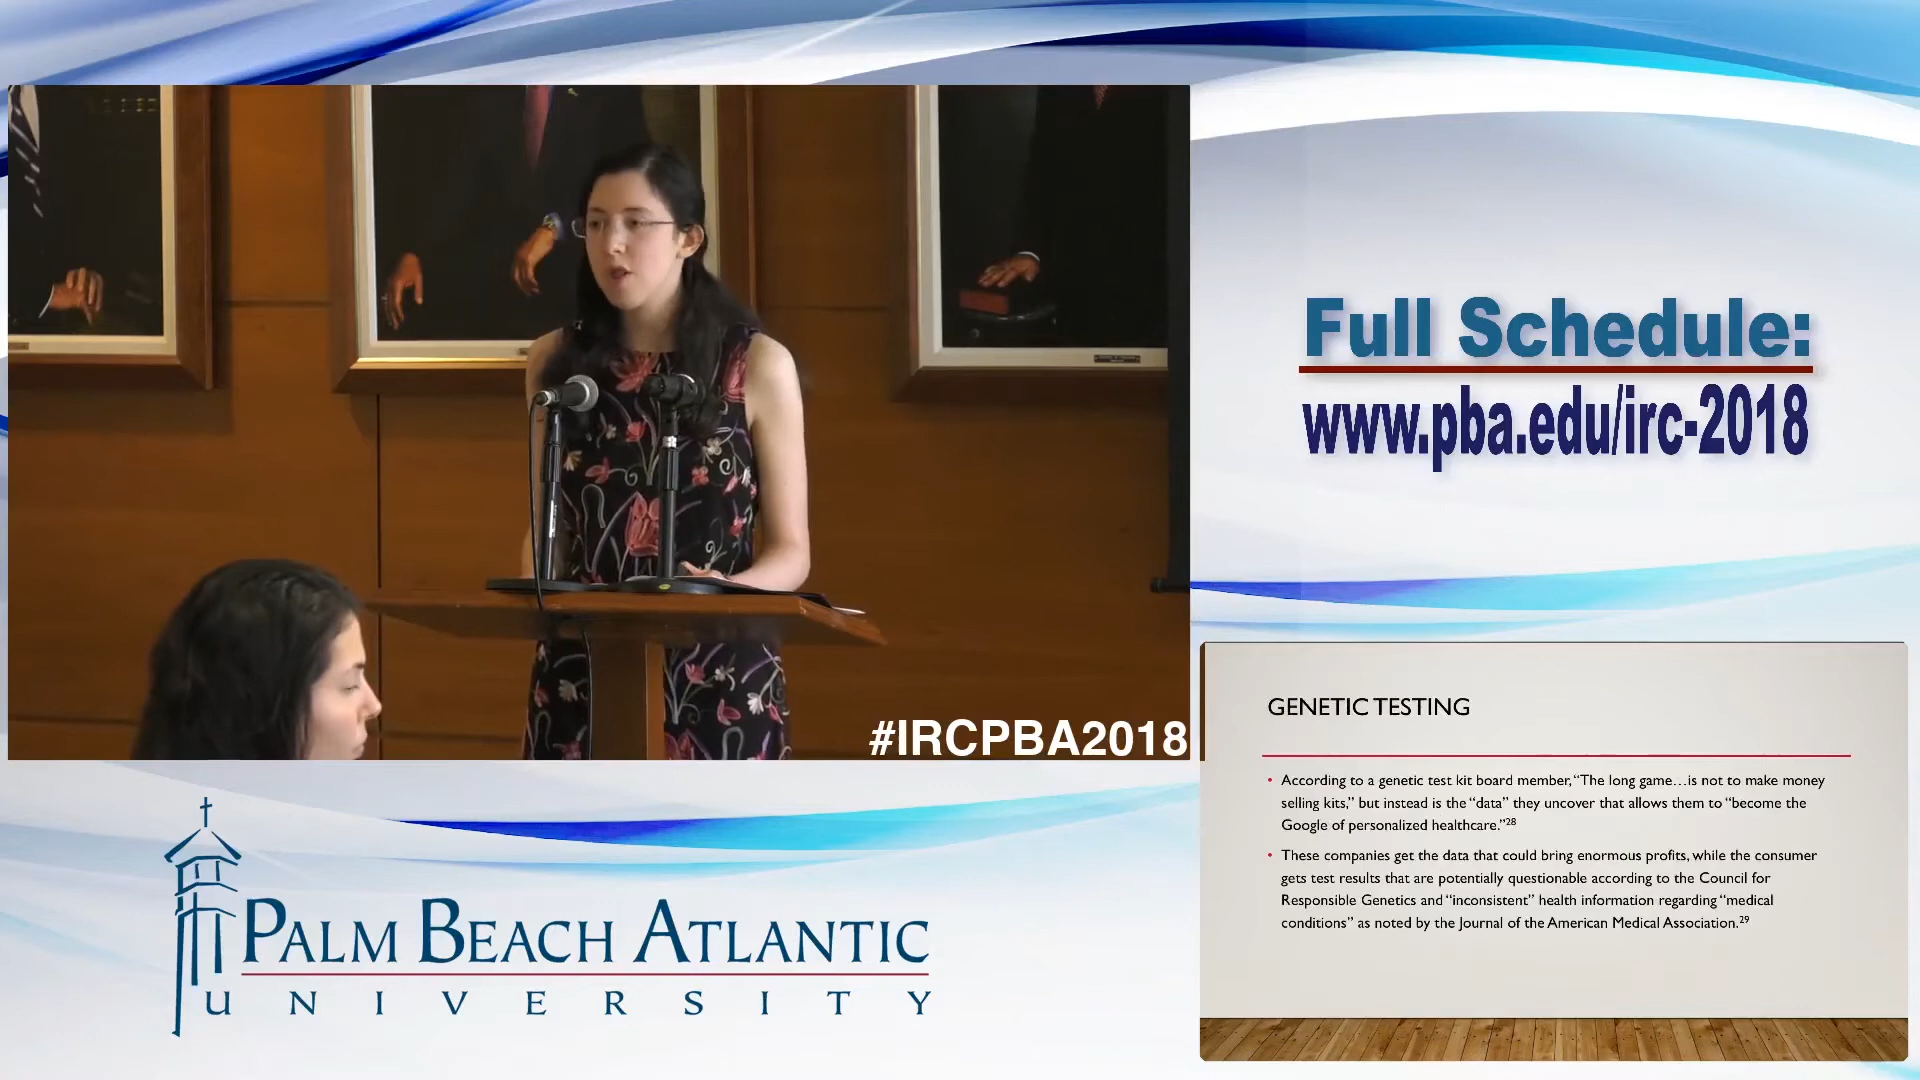 Full Schedule:
www.pba.edu/irc-2018
#IRCPBA2018
GENETIC TESTING
• According to a genetic test kit board member, “The long game…is not to make money
selling kits,” but instead is the “data” they uncover that allows them to “become the
Google of personalized healthcare.”28
• These companies get the data that could bring enormous profits, while the consumer
gets test results that are potentially questionable according to the Council for
Responsible Genetics and “inconsistent” health information regarding “medical
conditions” as noted by the Journal of the American Medical Association.29
PALM BEACH ATLANTIC
UNIVERSITY